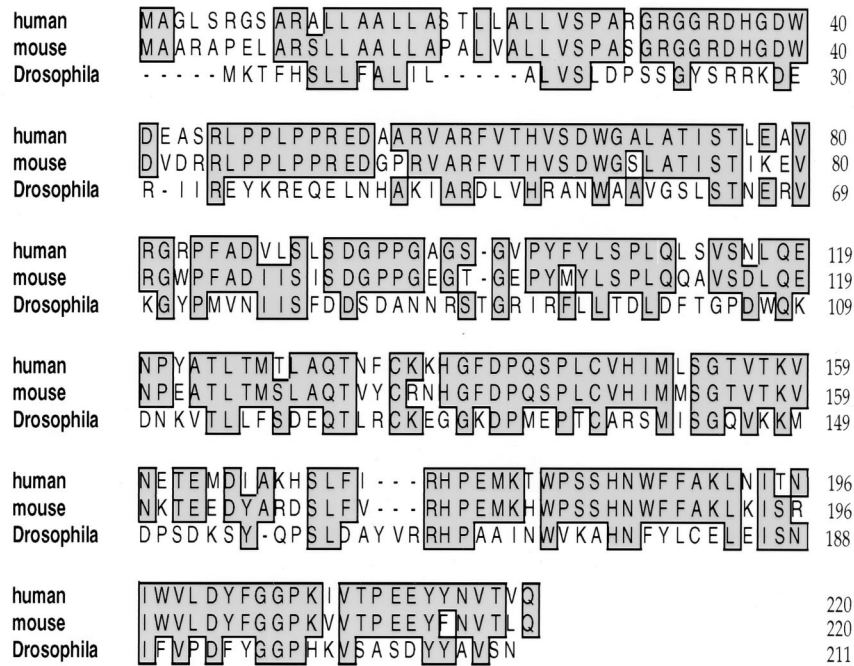 human MAGLSRGSARALLAALLASTLLALLVSPARGRGGRDHGDW 40
mouse MAARAPELARSLLAALLAPALVALLVSPASGRGGRDHGDW 40
Drosophila -----MKTFHSLLFALIL-----ALVSLDPSSGYSRRKDE 30
human DEASRLPPLPPREDAARVARFVTHVSDWGALATISTLEAV 80
mouse DVDRRLPPLPPREDGPRVARFVTHVSDWGSLATISTIKEV 80
Drosophila R-IIREYKREQELNHAKIARDLVHRANWAAVGSLSTNERV 69
human RGRPFADVLSLSDGPPGAGS-GVPYFYLSPLQLSVSNLQE 119
mouse RGWPFADIISISDGPPGEGT-GEPYMYLSPLQQAVSDLQE 119
Drosophila KGYPMVNIISFDDSDANNRSTGRIRFLLTDLDFTGPDWQK 109
human NPYATLTMTLAQTNFCKKHGFDPQSPLCVHIMLSGTVTKV 159
mouse NPEATLTMSLAQTVYCRNHGFDPQSPLCVHIMMSGTVTKV 159
Drosophila DNKVTLLFSDEQTLRCKEGGKDPMEPTCARSMISGQVKKM 149
human NETEMDIAKHSLFI---RHPEMKTWPSSHNWFFAKLNITN 196
mouse NKTEEDYARDSLFV---RHPEMKHWPSSHNWFFAKLKISR 196
Drosophila DPSDKSY-QPSLDAYVRRHPAAINWVKAHNFYLCELEISN 188
human IWVLDYFGGPKIVTPEEYYNVTVQ 220
mouse IWVLDYFGGPKVVTPEEYFNVTLQ 220
Drosophila IFVPDFYGGPHKVSASDYYAVSN 211